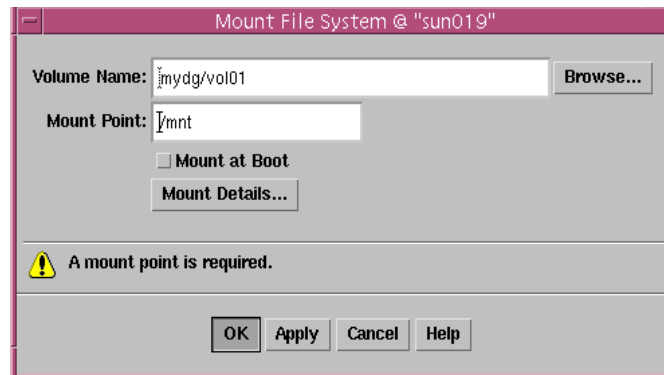 Mount File System @ "sun019"
Volume Name: mydg/vol01 Browse...
Mount Point: /mnt
Mount at Boot
Mount Details...
A mount point is required.
OK Apply Cancel Help